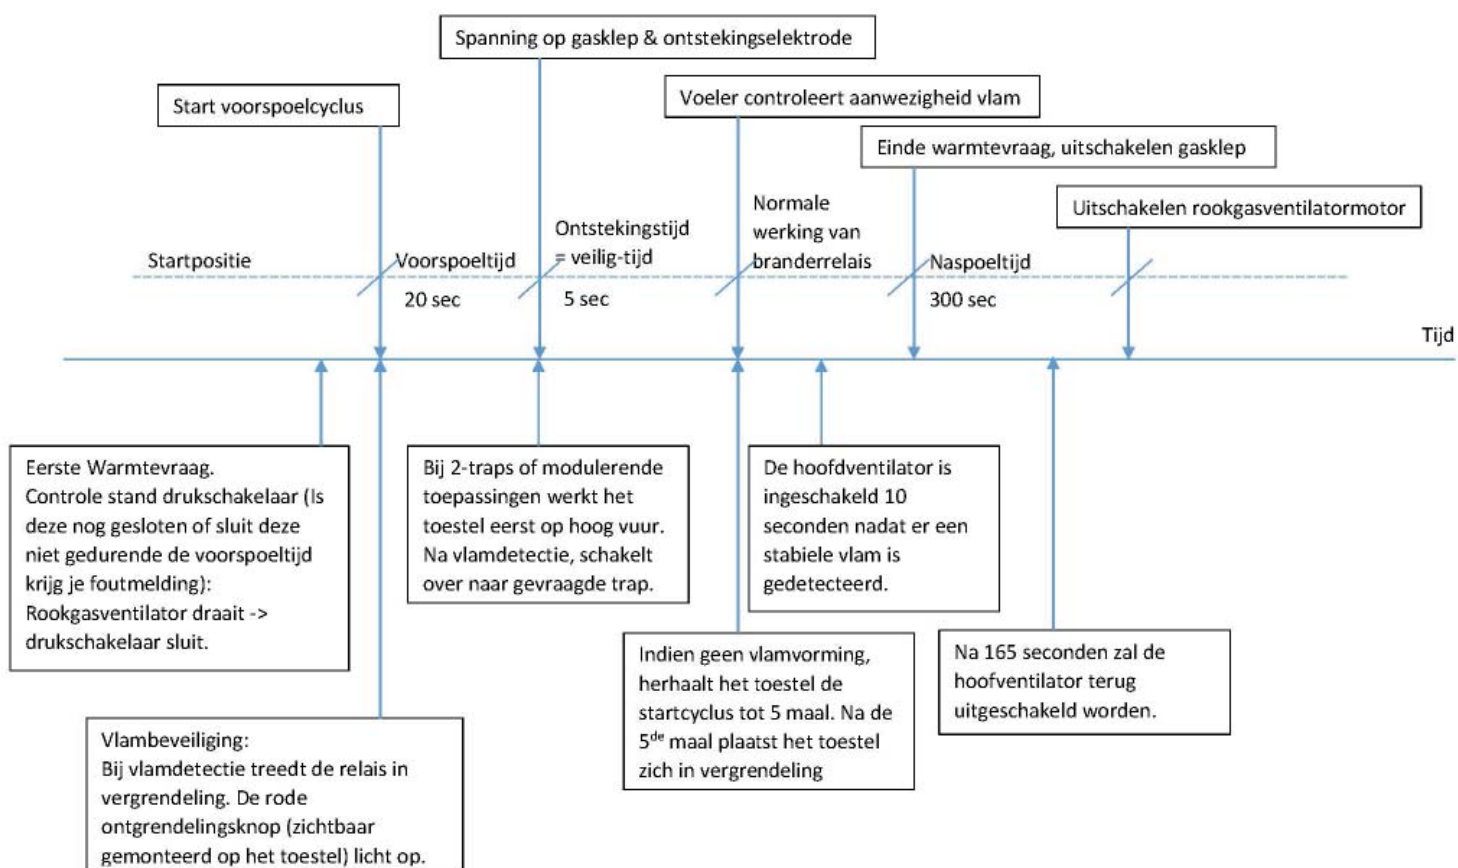 Spanning op gasklep & ontstekingselektrode
Start voorspoelcyclus
Voeler controleert aanwezigheid vlam
Einde warmtevraag, uitschakelen gasklep
Uitschakelen rookgasventilatormotor
Startpositie
Voorspoeltijd
20 sec
Ontstekingstijd
= veilig-tijd
5 sec
Normale
werking van
branderrelais
Naspoeltijd
300 sec
Tijd
Eerste Warmtevraag.
Controle stand drukschakelaar (Is
deze nog gesloten of sluit deze
niet gedurende de voorspoeltijd
krijg je foutmelding):
Rookgasventilator draait ->
drukschakelaar sluit.
Vlambeveiliging:
Bij vlamdetectie treedt de relais in
vergrendeling. De rode
ontgrendelingsknop (zichtbaar
gemonteerd op het toestel) licht op.
Bij 2-traps of modulerende
toepassingen werkt het
toestel eerst op hoog vuur.
Na vlamdetectie, schakelt
over naar gevraagde trap.
Indien geen vlamvorming,
herhaalt het toestel de
startcyclus tot 5 maal. Na de
5de maal plaatst het toestel
zich in vergrendeling
De hoofdventilator is
ingeschakeld 10
seconden nadat er een
stabiele vlam is
gedetecteerd.
Na 165 seconden zal de
hoofventilator terug
uitgeschakeld worden.